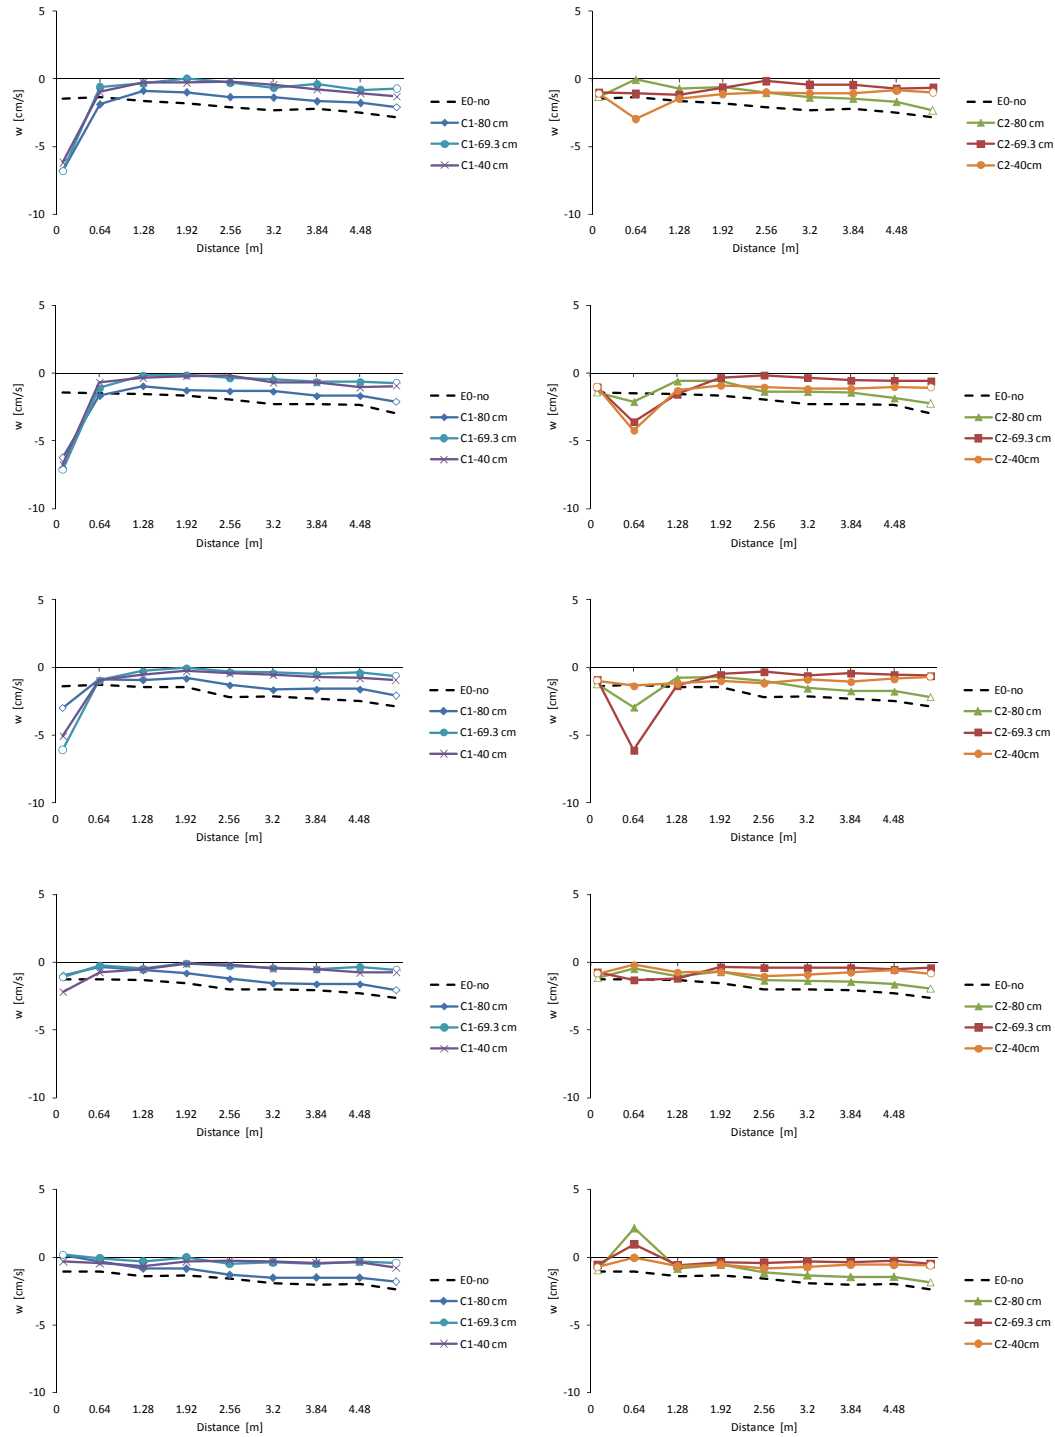 5
0
-5
-10
w [cm/s]
0 0.64 1.28 1.92 2.56 3.2 3.84 4.48
Distance [m]
E0-no
C1-80 cm
C1-69.3 cm
C1-40 cm
5
0
-5
-10
w [cm/s]
0 0.64 1.28 1.92 2.56 3.2 3.84 4.48
Distance [m]
E0-no
C2-80 cm
C2-69.3 cm
C2-40cm
5
0
-5
-10
w [cm/s]
0 0.64 1.28 1.92 2.56 3.2 3.84 4.48
Distance [m]
E0-no
C1-80 cm
C1-69.3 cm
C1-40 cm
5
0
-5
-10
w [cm/s]
0 0.64 1.28 1.92 2.56 3.2 3.84 4.48
Distance [m]
E0-no
C2-80 cm
C2-69.3 cm
C2-40cm
5
0
-5
-10
w [cm/s]
0 0.64 1.28 1.92 2.56 3.2 3.84 4.48
Distance [m]
E0-no
C1-80 cm
C1-69.3 cm
C1-40 cm
5
0
-5
-10
w [cm/s]
0 0.64 1.28 1.92 2.56 3.2 3.84 4.48
Distance [m]
E0-no
C2-80 cm
C2-69.3 cm
C2-40cm
5
0
-5
-10
w [cm/s]
0 0.64 1.28 1.92 2.56 3.2 3.84 4.48
Distance [m]
E0-no
C1-80 cm
C1-69.3 cm
C1-40 cm
5
0
-5
-10
w [cm/s]
0 0.64 1.28 1.92 2.56 3.2 3.84 4.48
Distance [m]
E0-no
C2-80 cm
C2-69.3 cm
C2-40cm
5
0
-5
-10
w [cm/s]
0 0.64 1.28 1.92 2.56 3.2 3.84 4.48
Distance [m]
E0-no
C1-80 cm
C1-69.3 cm
C1-40 cm
5
0
-5
-10
w [cm/s]
0 0.64 1.28 1.92 2.56 3.2 3.84 4.48
Distance [m]
E0-no
C2-80 cm
C2-69.3 cm
C2-40cm